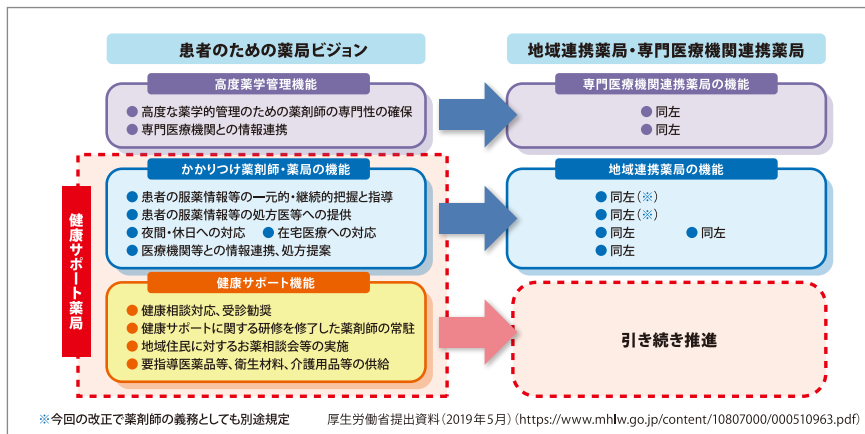 患者のための薬局ビジョン
地域連携薬局・専門医療機関連携薬局
高度薬学管理機能
●高度な薬学的管理のための薬剤師の専門性の確保
●専門医療機関との情報連携
専門医療機関連携薬局の機能
●同左
●同左
健康サポート薬局
かかりつけ薬剤師・薬局の機能
●患者の服薬情報等の一元的・継続的把握と指導
●患者の服薬情報等の処方医等への提供
●夜間・休日への対応 ●在宅医療への対応
●医療機関等との情報連携、処方提案
地域連携薬局の機能
●同左(※)
●同左(※)
●同左 ●同左
●同左
健康サポート機能
●健康相談対応、受診勧奨
●健康サポートに関する研修を修了した薬剤師の常駐
●地域住民に対するお薬相談会等の実施
●要指導医薬品等、衛生材料、介護用品等の供給
引き続き推進
※今回の改正で薬剤師の義務としても別途規定
厚生労働省提出資料(2019年5月)(https://www.mhlw.go.jp/content/10807000/000510963.pdf)